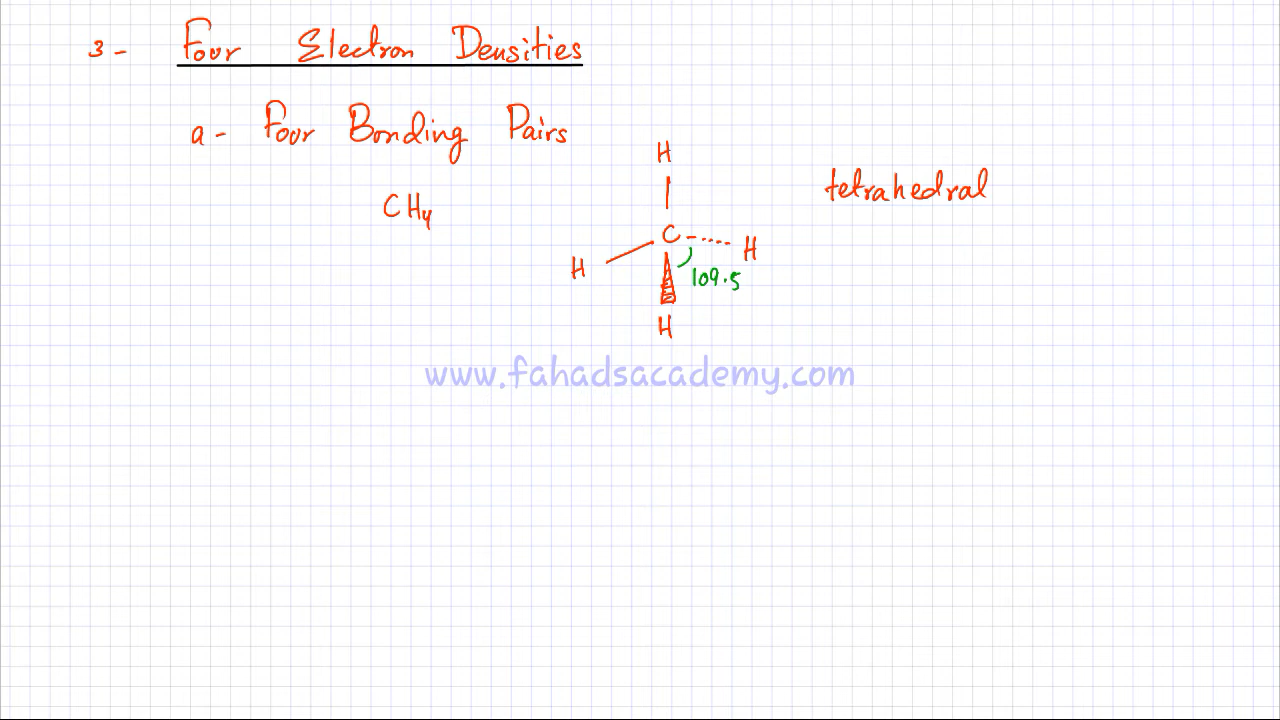 3- Four Electron Densities
a- Four Bonding Pairs
H
tetrahedral
CH4
C H
H
109.5
H
www.fahadsacademy.com